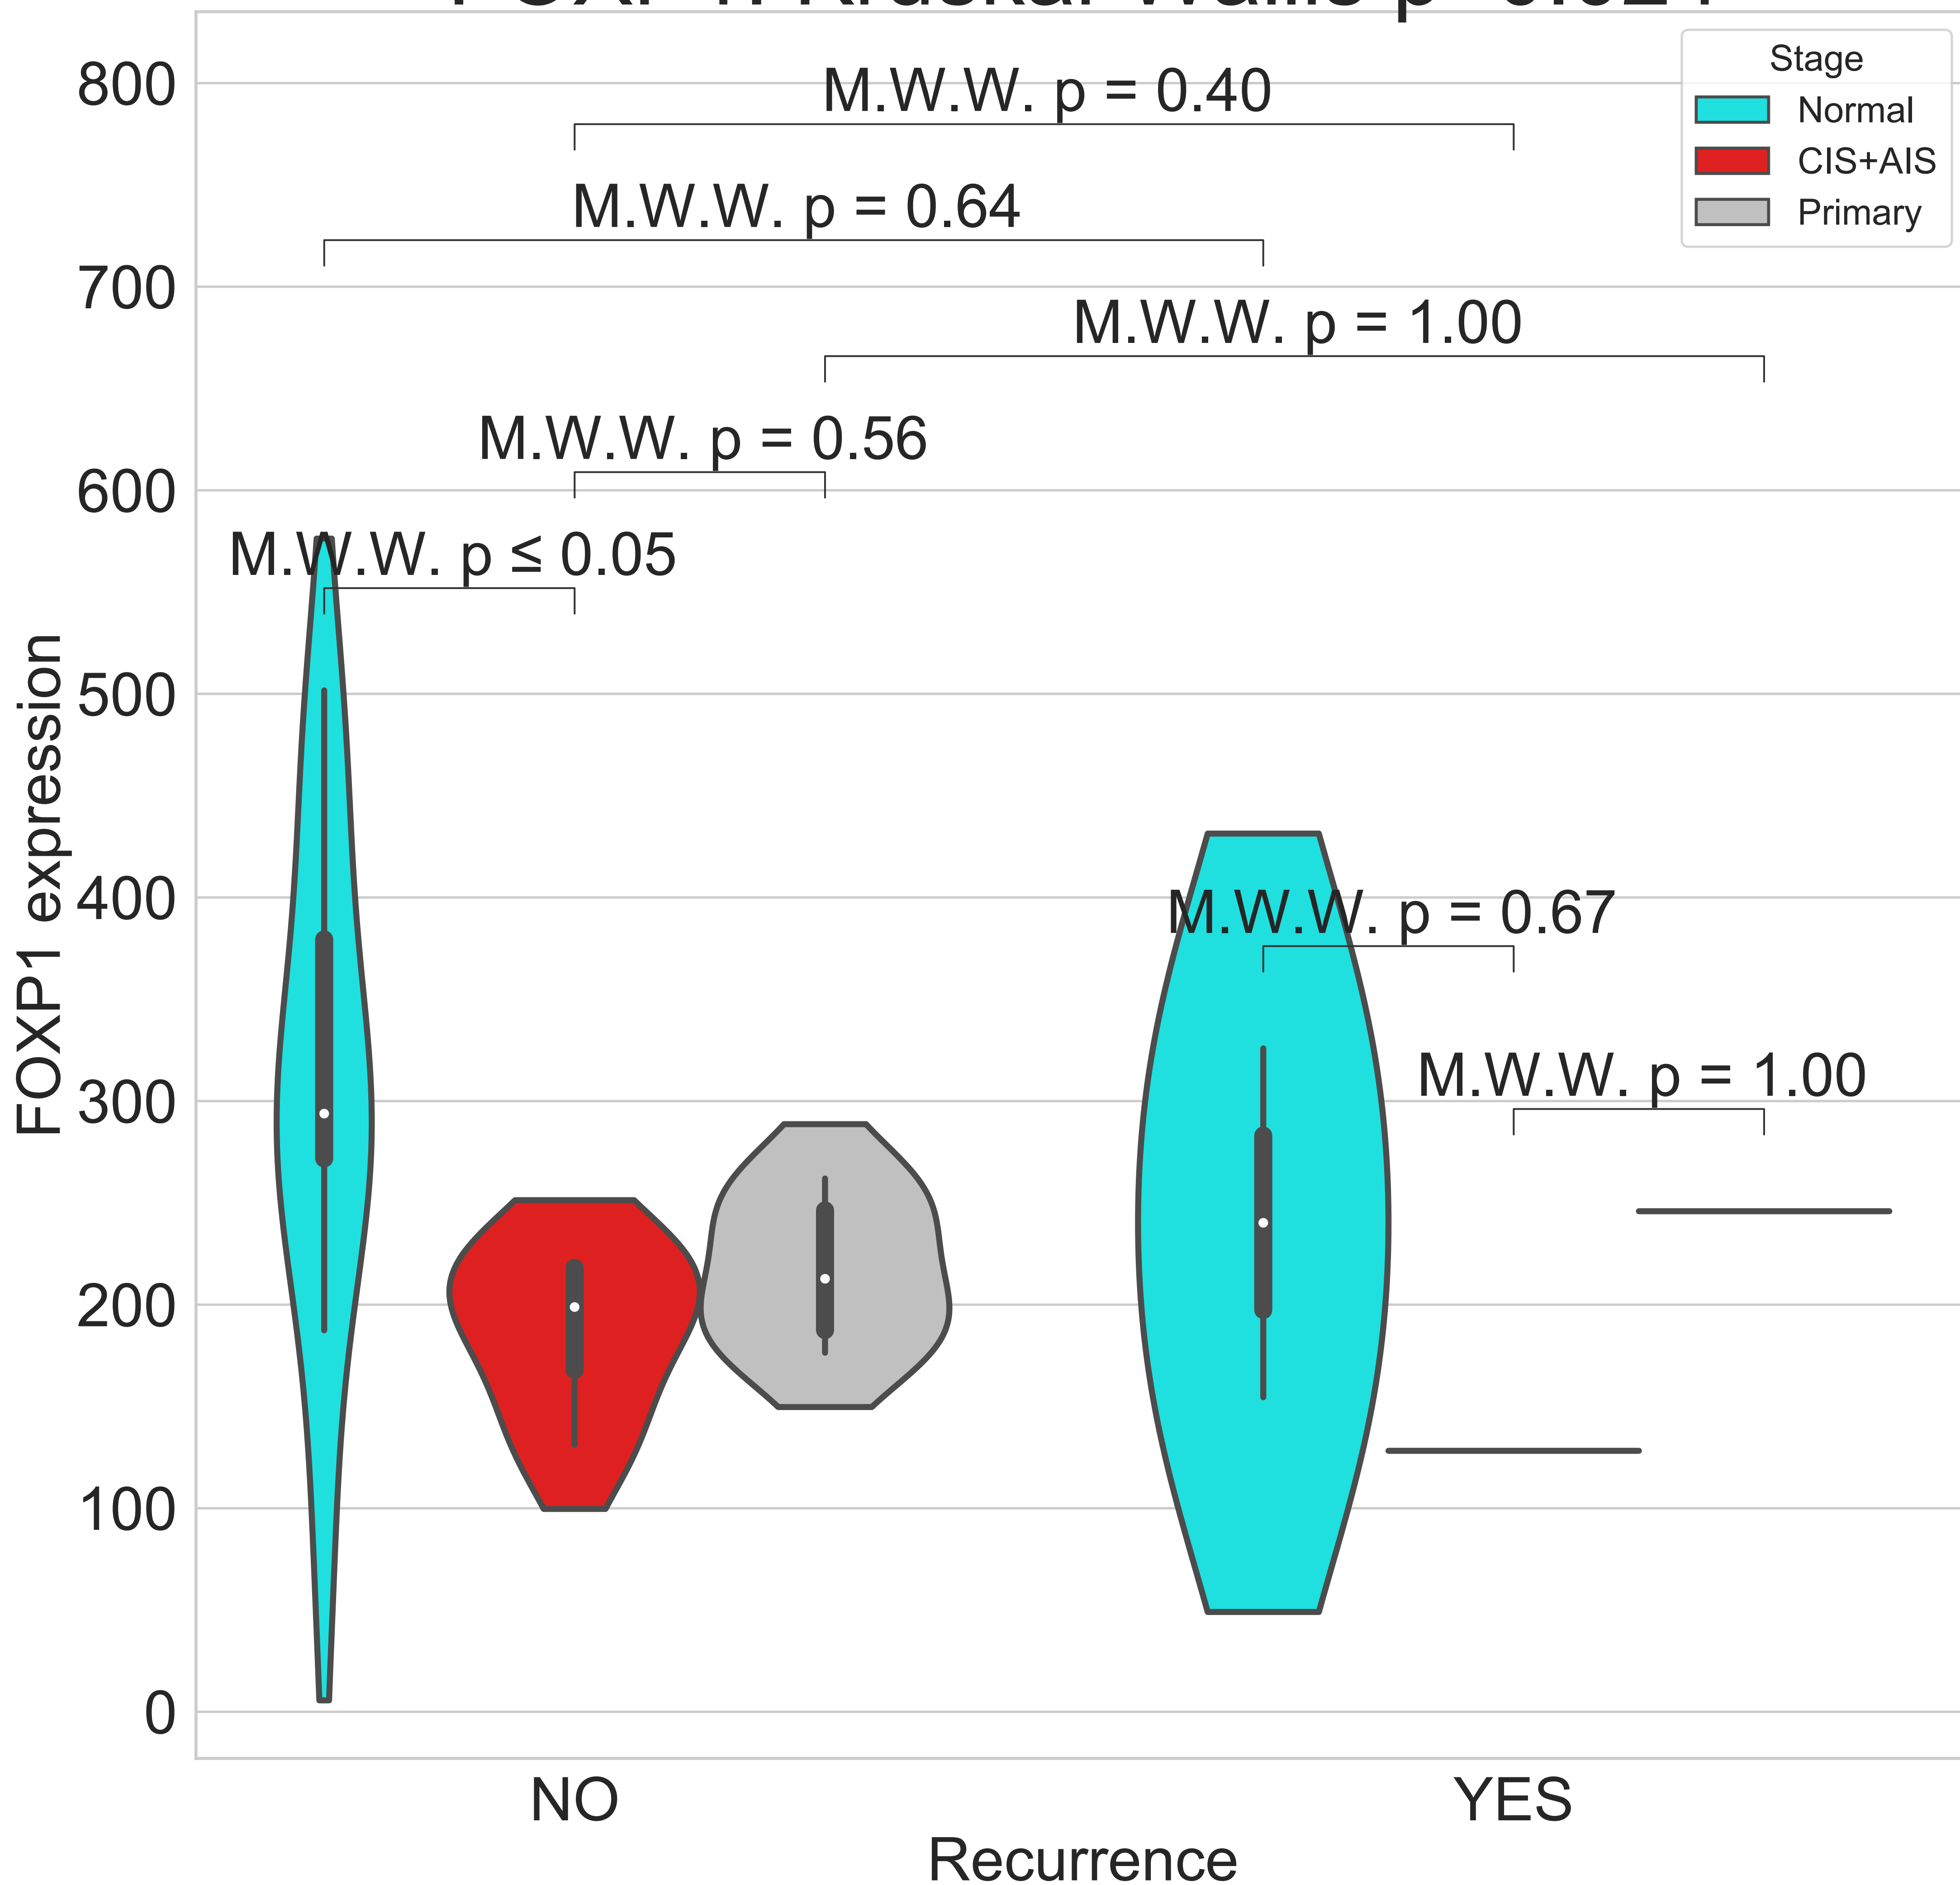 Stage
Normal
CIS+AIS
Primary
M.W.W. p = 0.40
M.W.W. p = 0.64
M.W.W. p = 1.00
M.W.W. p = 0.56
M.W.W. p ≤ 0.05
M.W.W. p = 0.67
M.W.W. p = 1.00
800
700
600
500
400
300
200
100
0
FOXP1 expression
NO
YES
Recurrence